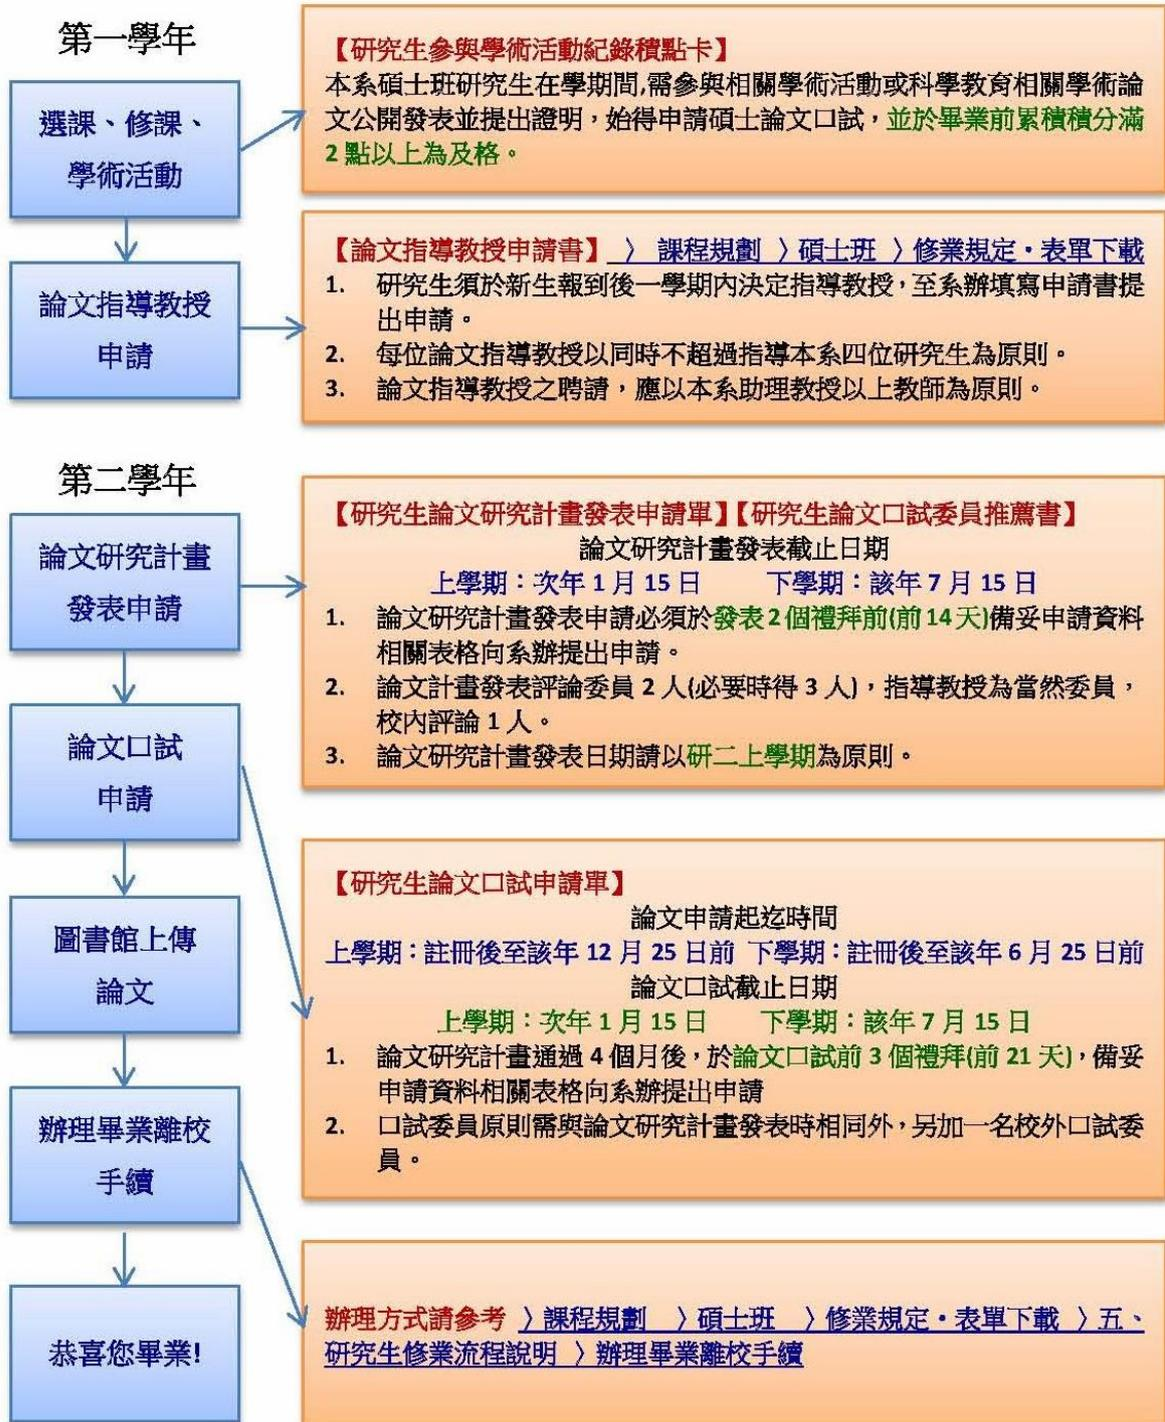 第一學年
選課、修課、
學術活動
【研究生參與學術活動紀錄積點卡】
本系碩士班研究生在學期間,需參與相關學術活動或科學教育相關學術論
文公開發表並提出證明,始得申請碩士論文口試,並於畢業前累積積分滿
2 點以上為及格。
論文指導教授
申請
【論文指導教授申請書】 〉 課程規劃 〉碩士班 〉修業規定・表單下載
1. 研究生須於新生報到後一學期內決定指導教授,至系辦填寫申請書提
出申請。
2. 每位論文指導教授以同時不超過指導本系四位研究生為原則。
3. 論文指導教授之聘請,應以本系助理教授以上教師為原則。
第二學年
論文研究計畫
發表申請
【研究生論文研究計畫發表申請單】【研究生論文口試委員推薦書】
論文研究計畫發表截止日期
上學期:次年 1 月 15 日 下學期:該年 7 月 15 日
1. 論文研究計畫發表申請必須於發表 2 個禮拜前(前 14 天)備妥申請資料
相關表格向系辦提出申請。
2. 論文計畫發表評論委員 2 人(必要時得 3 人),指導教授為當然委員,
校內評論 1 人。
3. 論文研究計畫發表日期請以研二上學期為原則。
論文口試
申請
【研究生論文口試申請單】
論文申請起迄時間
上學期:註冊後至該年 12 月 25 日前 下學期:註冊後至該年 6 月 25 日前
論文口試截止日期
上學期:次年 1 月 15 日 下學期:該年 7 月 15 日
1. 論文研究計畫通過 4 個月後,於論文口試前 3 個禮拜(前 21 天),備妥
申請資料相關表格向系辦提出申請
2. 口試委員原則需與論文研究計畫發表時相同外,另加一名校外口試委
員。
圖書館上傳
論文
辦理畢業離校
手續
辦理方式請參考 〉課程規劃 〉碩士班 〉修業規定・表單下載 〉五、
研究生修業流程說明 〉辦理畢業離校手續
恭喜您畢業!